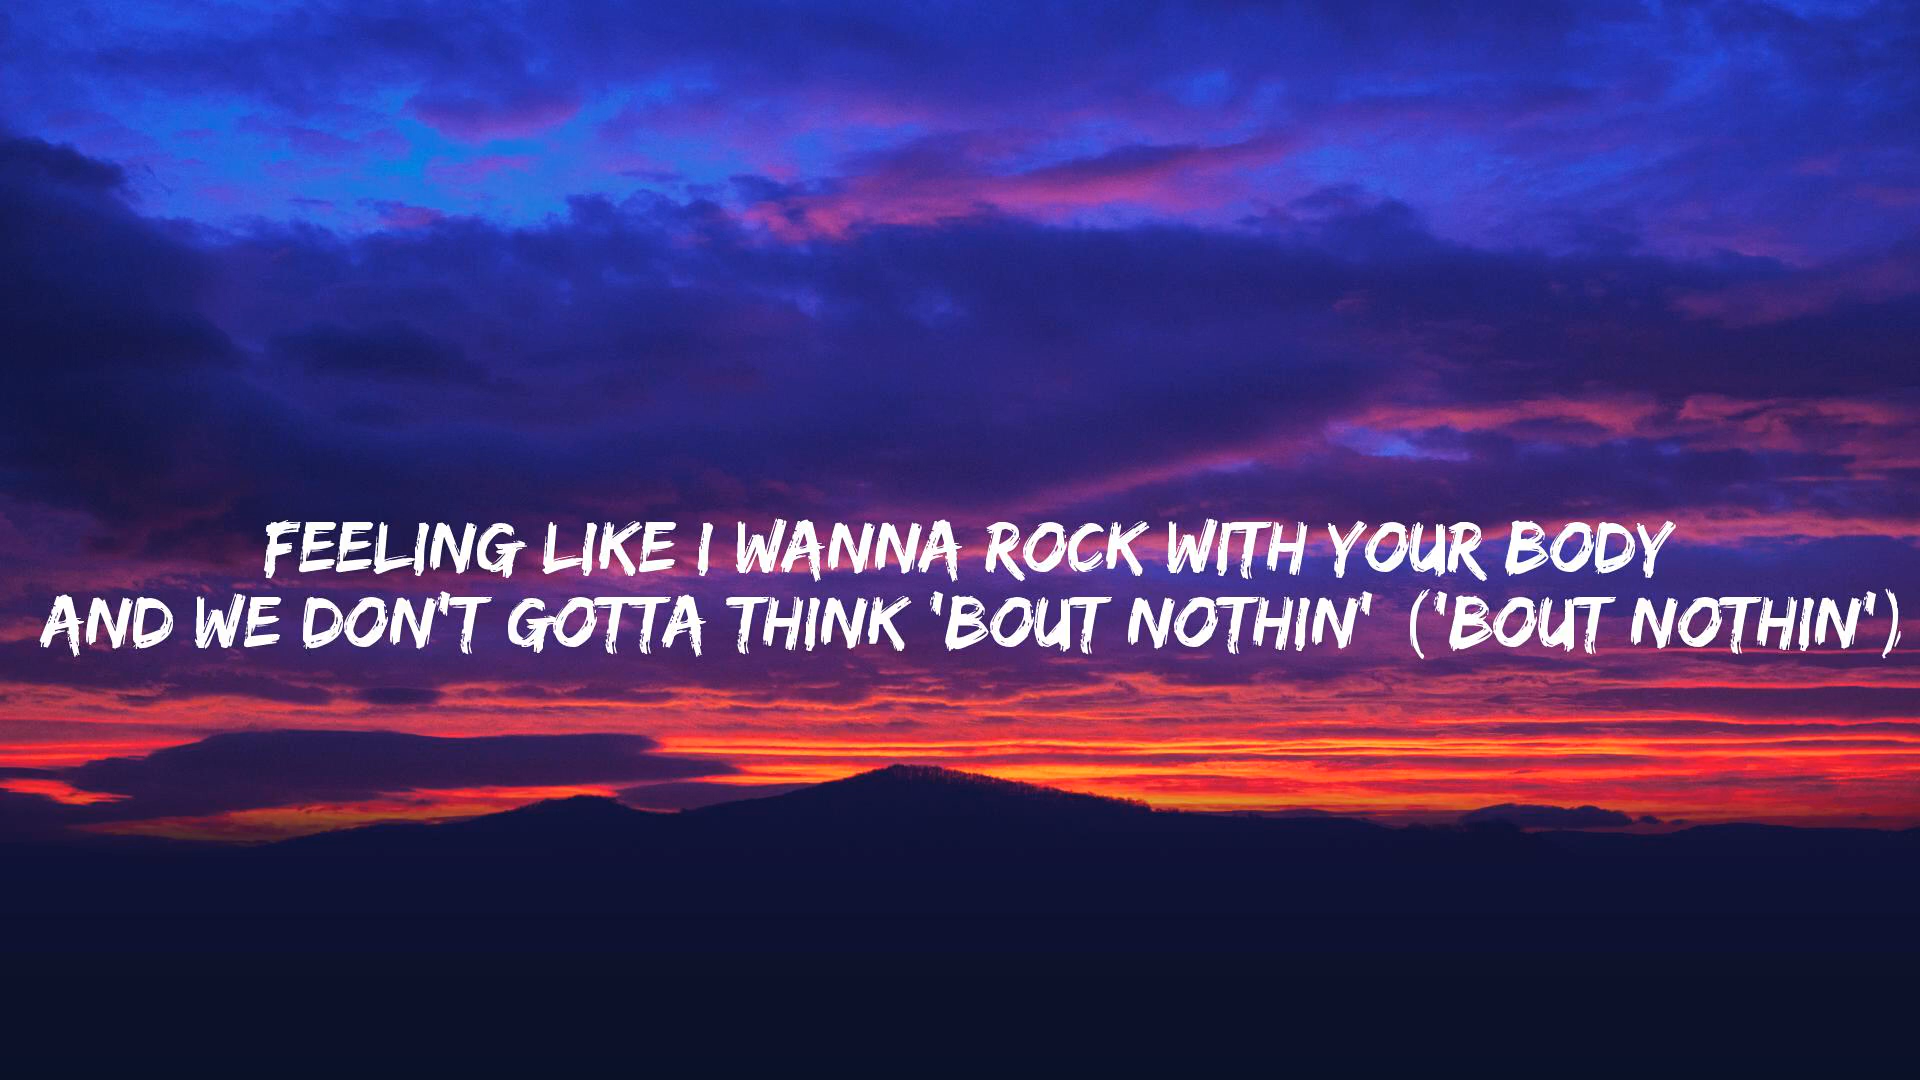 FEELING LIKE I WANNA ROCK WITH YOUR BODY
AND WE DON'T GOTTA THINK 'BOUT NOTHIN' ('BOUT NOTHIN')